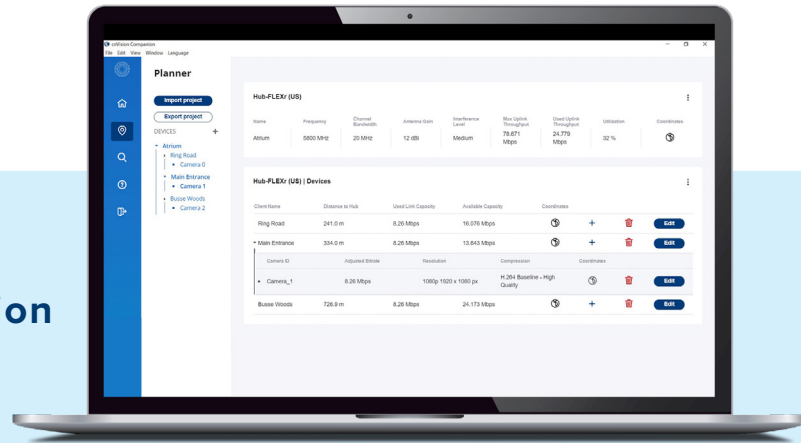 cnVision Companion
File Edit View Window Language
Planner
Import project
Export project
DEVICES +
Atrium
Ring Road
Camera 0
Main Entrance
Camera 1
Busse Woods
Camera 2
Hub-FLEXr (US)
Name Frequency Channel Bandwidth Antenna Gain Interference Level Max Uplink Throughput Used Uplink Throughput Utilization Coordinates
Atrium 5800 MHz 20 MHz 12 dBi Medium 78.671 Mbps 24.779 Mbps 32 %
Hub-FLEXr (US) | Devices
Client Name Distance to Hub Used Link Capacity Available Capacity Coordinates
Ring Road 241.0 m 8.26 Mbps 16.076 Mbps + Edit
Main Entrance 334.0 m 8.26 Mbps 13.643 Mbps + Edit
Camera ID Adjusted Bitrate Resolution Compression Coordinates
Camera_1 8.26 Mbps 1080p 1920 x 1080 px H.264 Baseline - High Quality Edit
Busse Woods 726.9 m 8.26 Mbps 24.173 Mbps + Edit
on